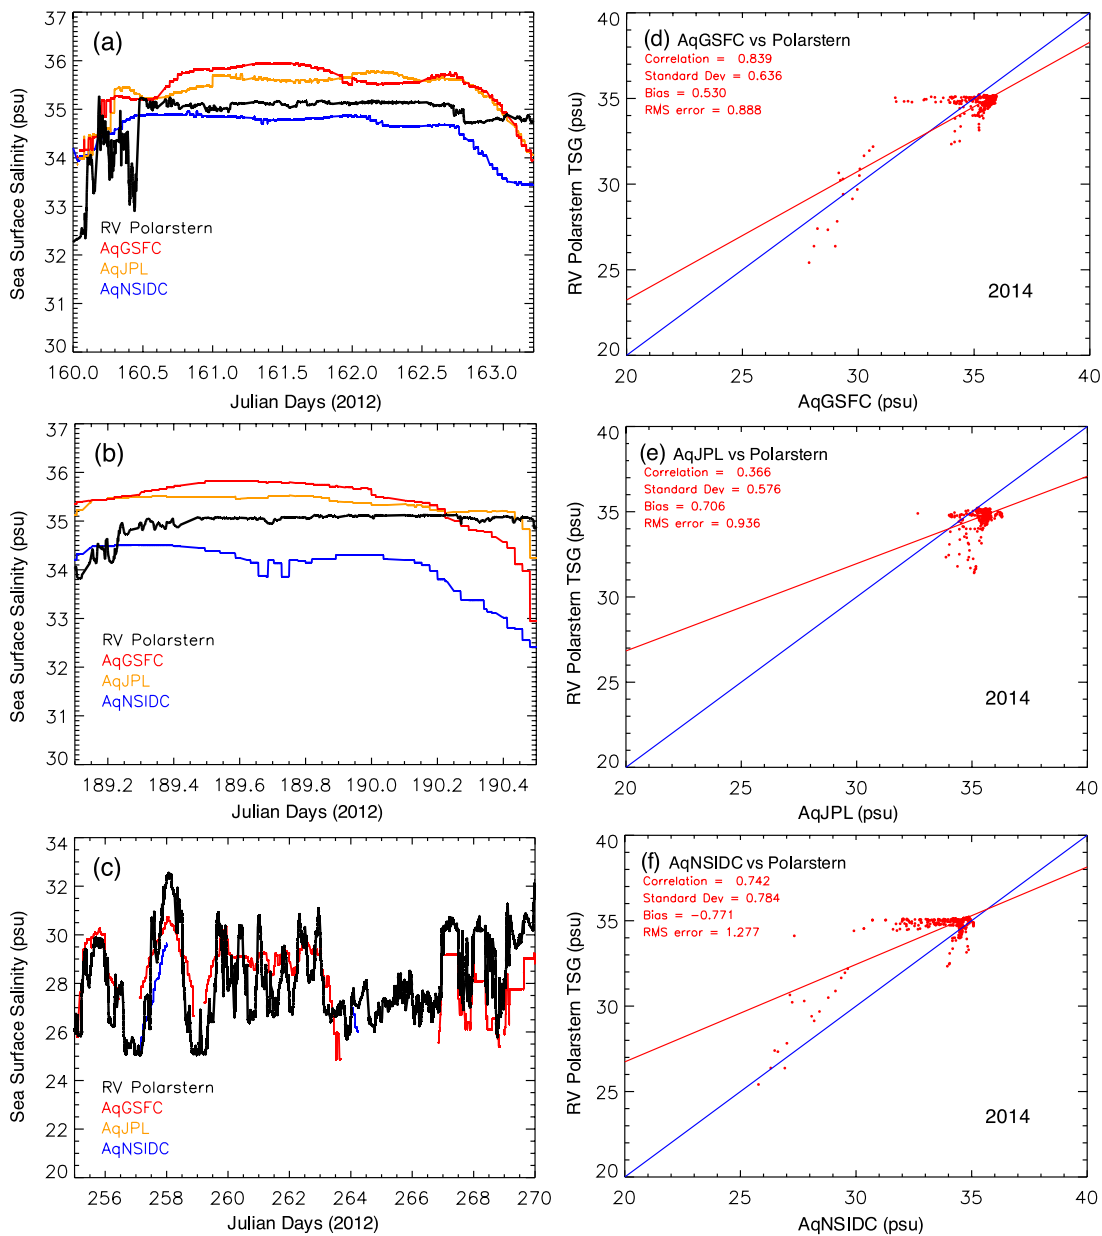 (a)
37
36
35
34
33
32
31
30
Sea Surface Salinity (psu)
RV Polarstern
AqGSFC
AqJPL
AqNSIDC
160.0 160.5 161.0 161.5 162.0 162.5 163.0
Julian Days (2012)
(d) AqGSFC vs Polarstern
Correlation = 0.839
Standard Dev = 0.636
Bias = 0.530
RMS error = 0.888
40
35
30
25
20
RV Polarstern TSG (psu)
2014
20 25 30 35 40
AqGSFC (psu)
(b)
37
36
35
34
33
32
31
30
Sea Surface Salinity (psu)
RV Polarstern
AqGSFC
AqJPL
AqNSIDC
189.2 189.4 189.6 189.8 190.0 190.2 190.4
Julian Days (2012)
(e) AqJPL vs Polarstern
Correlation = 0.366
Standard Dev = 0.576
Bias = 0.706
RMS error = 0.936
40
35
30
25
20
RV Polarstern TSG (psu)
2014
20 25 30 35 40
AqJPL (psu)
(c)
34
32
30
28
26
24
22
20
Sea Surface Salinity (psu)
RV Polarstern
AqGSFC
AqJPL
AqNSIDC
256 258 260 262 264 266 268 270
Julian Days (2012)
(f) AqNSIDC vs Polarstern
Correlation = 0.742
Standard Dev = 0.784
Bias = -0.771
RMS error = 1.277
40
35
30
25
20
RV Polarstern TSG (psu)
2014
20 25 30 35 40
AqNSIDC (psu)